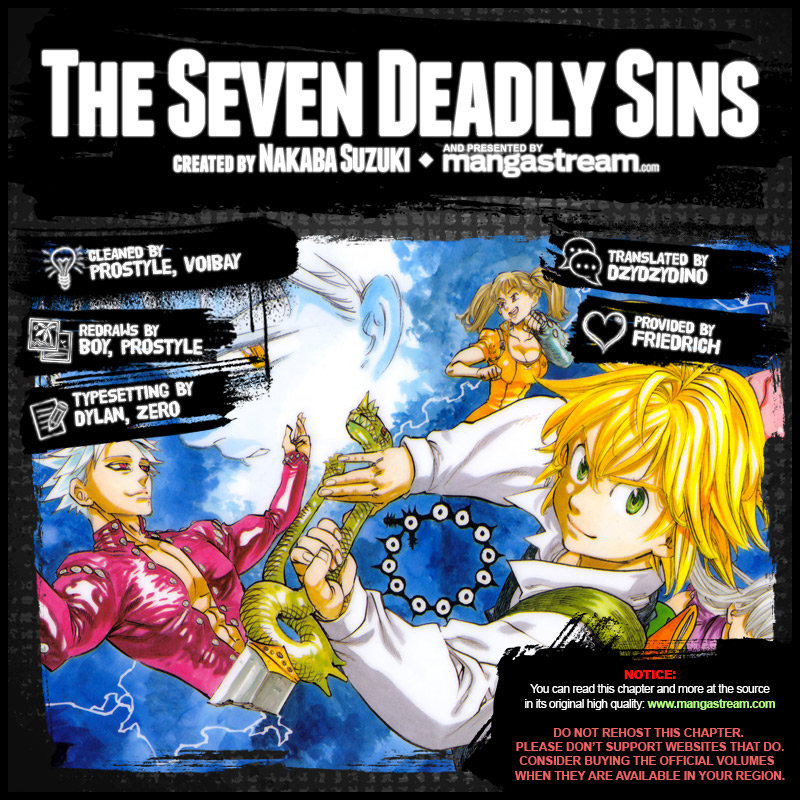 THE SEVEN DEADLY SINS
CREATED BY NAKABA SUZUKI ◆ AND PRESENTED BY mangastream.com
CLEANED BY
PROSTYLE, VOIBAY
REDRAWS BY
BOY, PROSTYLE
TYPESETTING BY
DYLAN, ZERO
TRANSLATED BY
DZYDZYDINO
PROVIDED BY
FRIEDRICH
NOTICE:
You can read this chapter and more at the source
in its original high quality: www.mangastream.com
DO NOT REHOST THIS CHAPTER.
PLEASE DON'T SUPPORT WEBSITES THAT DO.
CONSIDER BUYING THE OFFICIAL VOLUMES
WHEN THEY ARE AVAILABLE IN YOUR REGION.